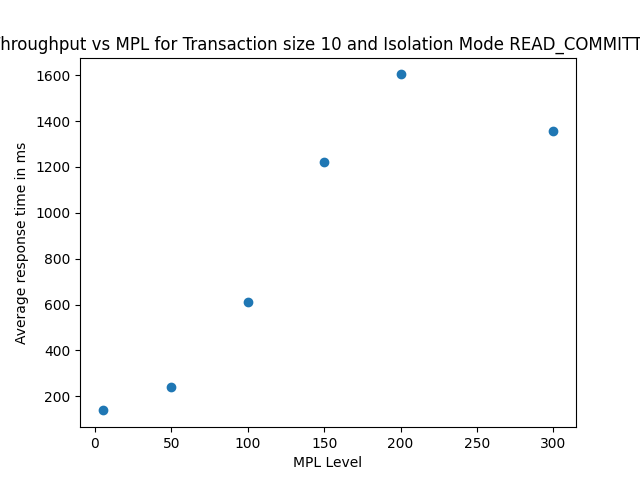 hroughput vs MPL for Transaction size 10 and Isolation Mode READ_COMMITT
1600
1400
1200
1000
800
600
400
200
Average response time in ms
0 50 100 150 200 250 300
MPL Level